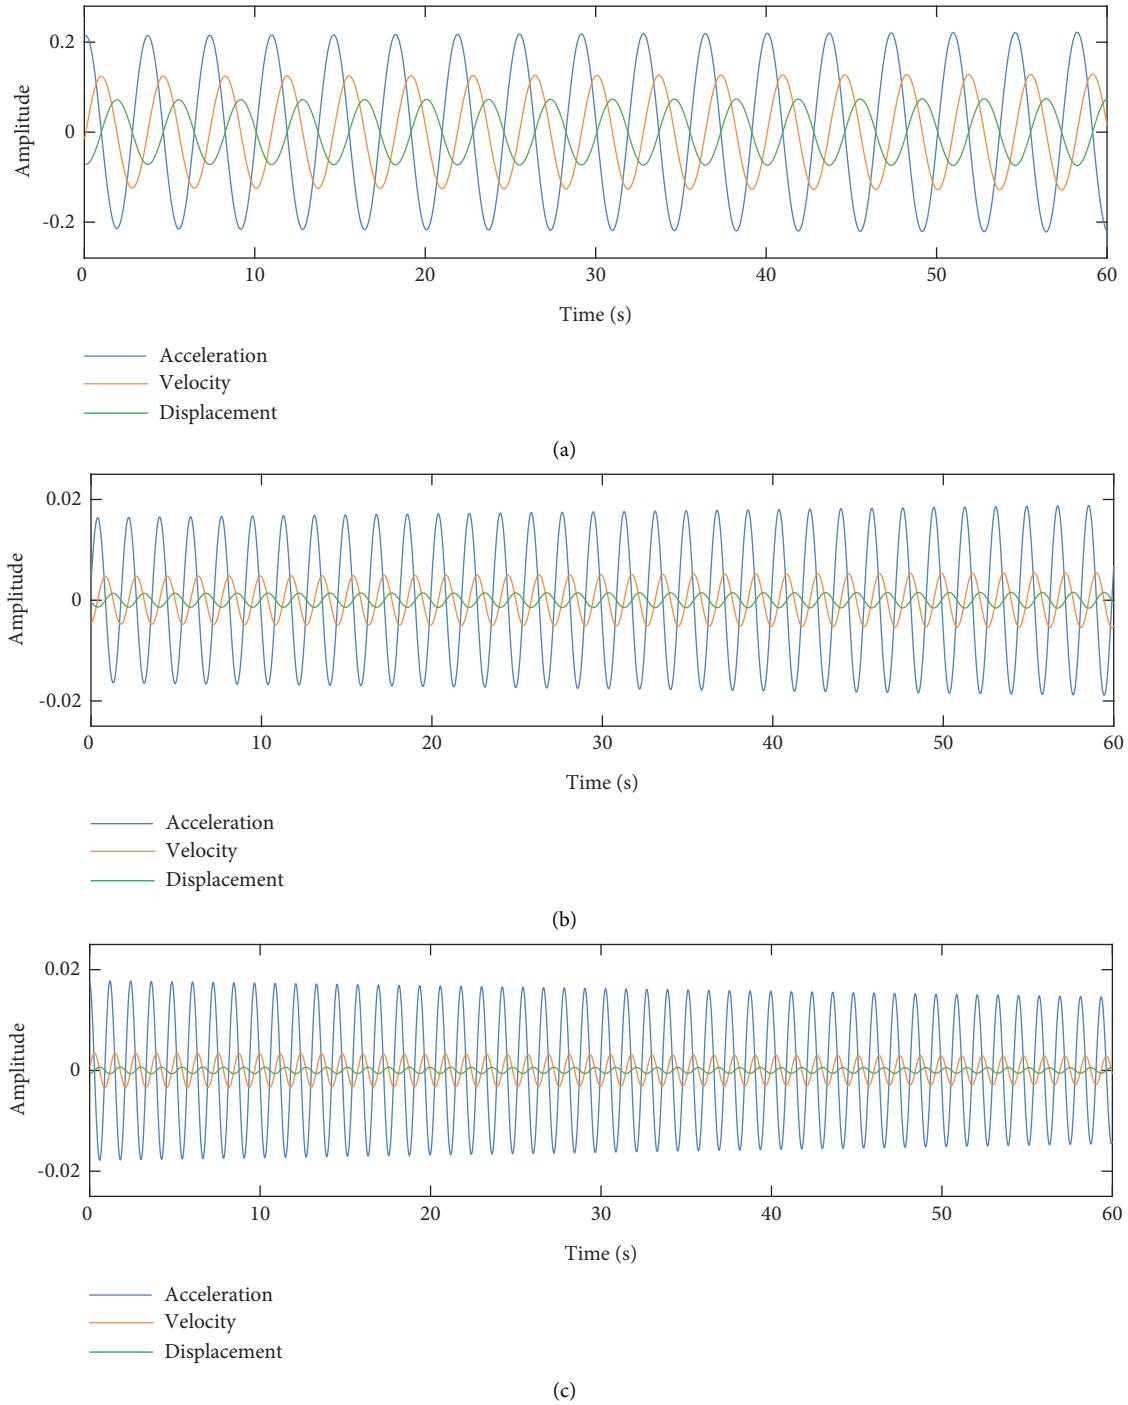 0.2
0
-0.2
Amplitude
0 10 20 30 40 50 60
Time (s)
Acceleration
Velocity
Displacement
(a)
0.02
0
-0.02
Amplitude
0 10 20 30 40 50 60
Time (s)
Acceleration
Velocity
Displacement
(b)
0.02
0
-0.02
Amplitude
0 10 20 30 40 50 60
Time (s)
Acceleration
Velocity
Displacement
(c)